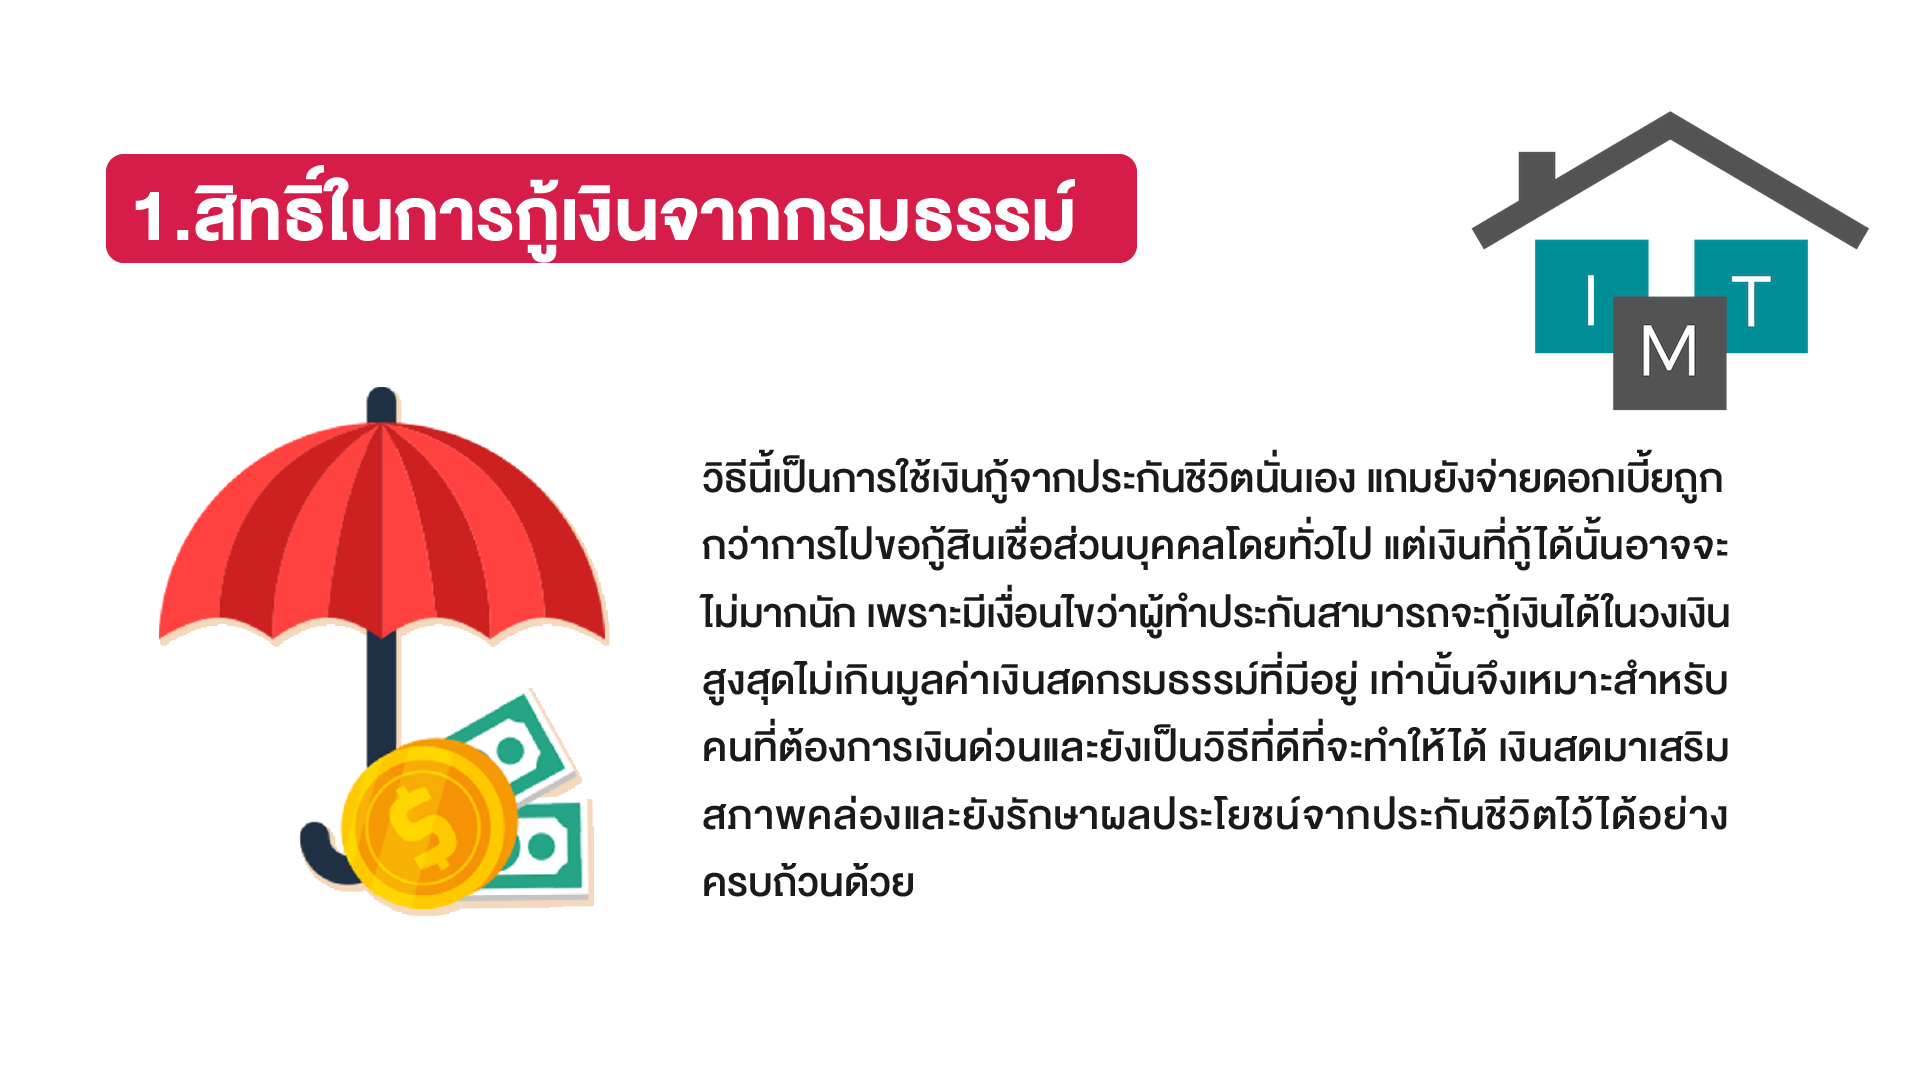 1.สิทธิ์ในการกู้เงินจากกรมธรรม์
I M T
วิธีนี้เป็นการใช้เงินกู้จากประกันชีวิตนั่นเอง แถมยังจ่ายดอกเบี้ยถูก
กว่าการไปขอกู้สินเชื่อส่วนบุคคลโดยทั่วไป แต่เงินที่กู้ได้นั้นอาจจะ
ไม่มากนัก เพราะมีเงื่อนไขว่าผู้ทำประกันสามารถจะกู้เงินได้ในวงเงิน
สูงสุดไม่เกินมูลค่าเงินสดกรมธรรม์ที่มีอยู่ เท่านั้นจึงเหมาะสำหรับ
คนที่ต้องการเงินด่วนและยังเป็นวิธีที่ดีที่จะทำให้ได้ เงินสดมาเสริม
สภาพคล่องและยังรักษาผลประโยชน์จากประกันชีวิตไว้ได้อย่าง
ครบถ้วนด้วย